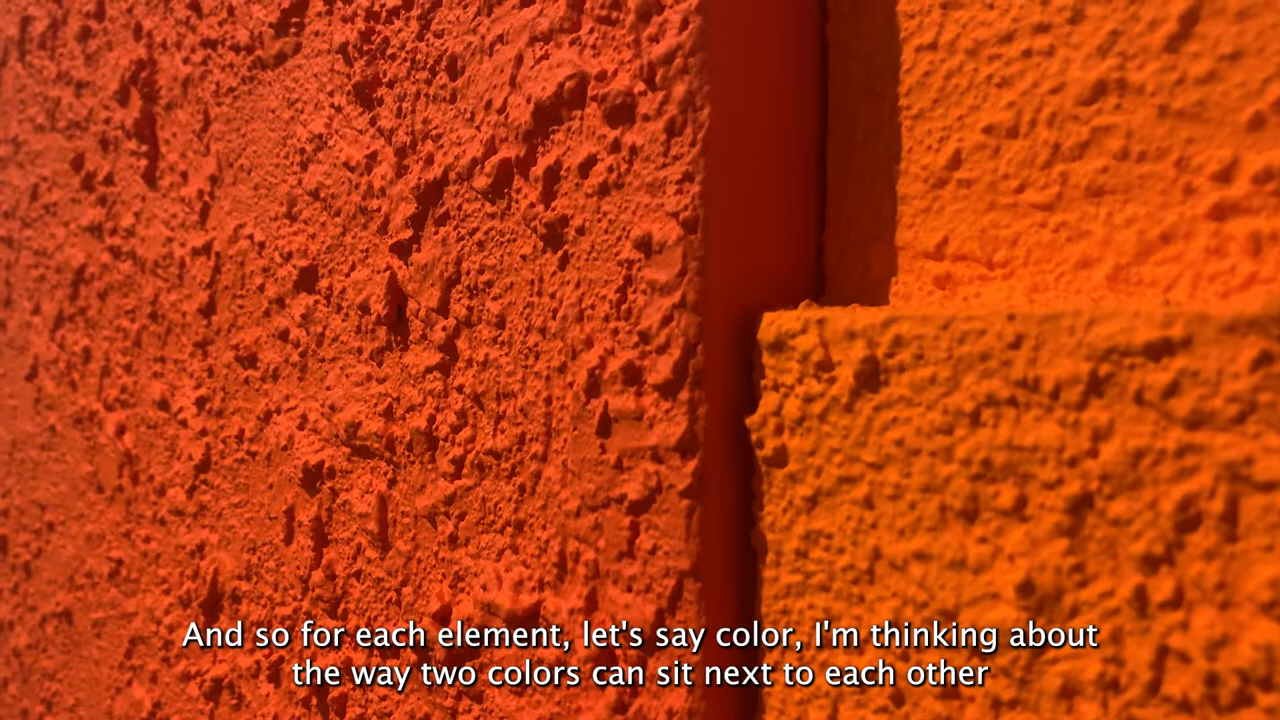 And so for each element, let's say color, I'm thinking about
the way two colors can sit next to each other